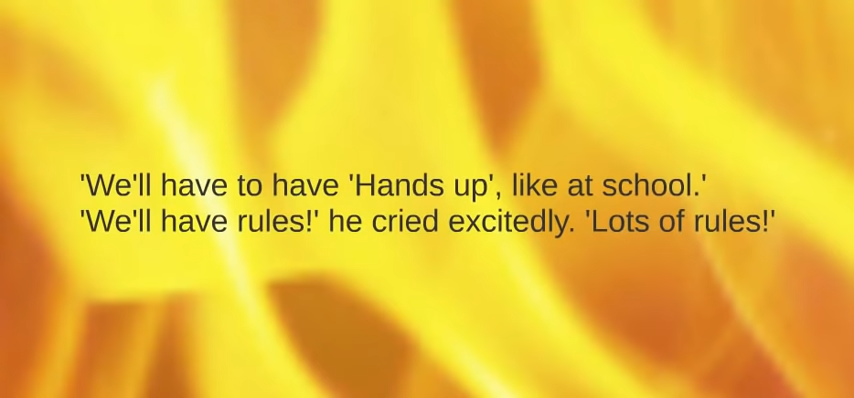 'We'll have to have 'Hands up', like at school.'
'We'll have rules!' he cried excitedly. 'Lots of rules!'